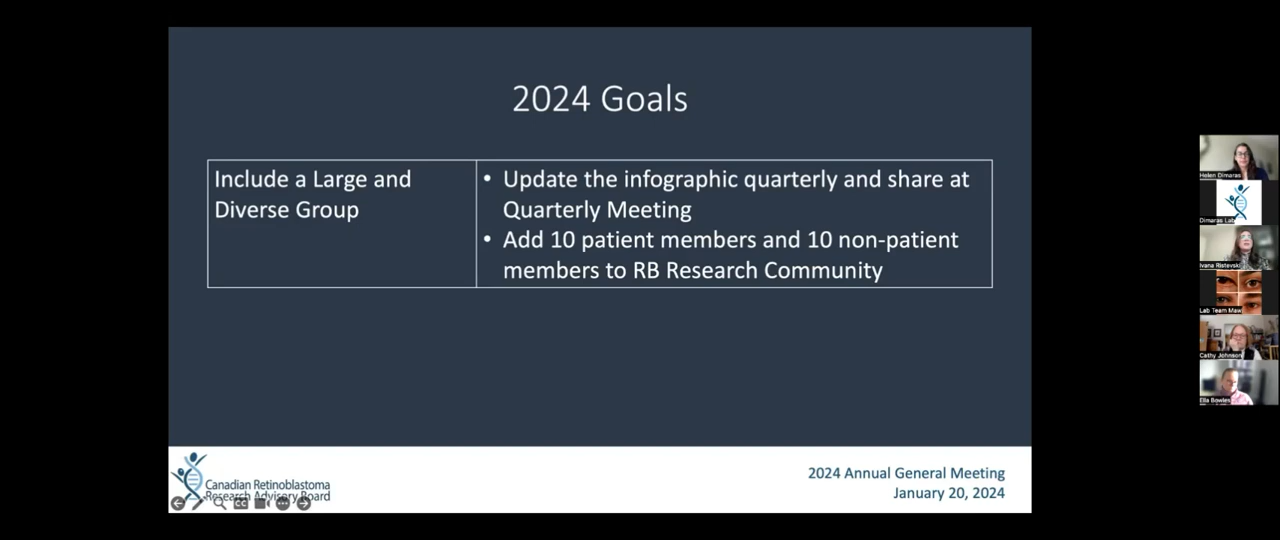 2024 Goals
Include a Large and
Diverse Group
• Update the infographic quarterly and share at
Quarterly Meeting
• Add 10 patient members and 10 non-patient
members to RB Research Community
Canadian Retinoblastoma
Research Advisory Board
CC
2024 Annual General Meeting
January 20, 2024
Helen Dimaras
Dimaras Lab
Ivana Ristevski
Lab Team Maw
Cathy Johnson
Ella Bowles